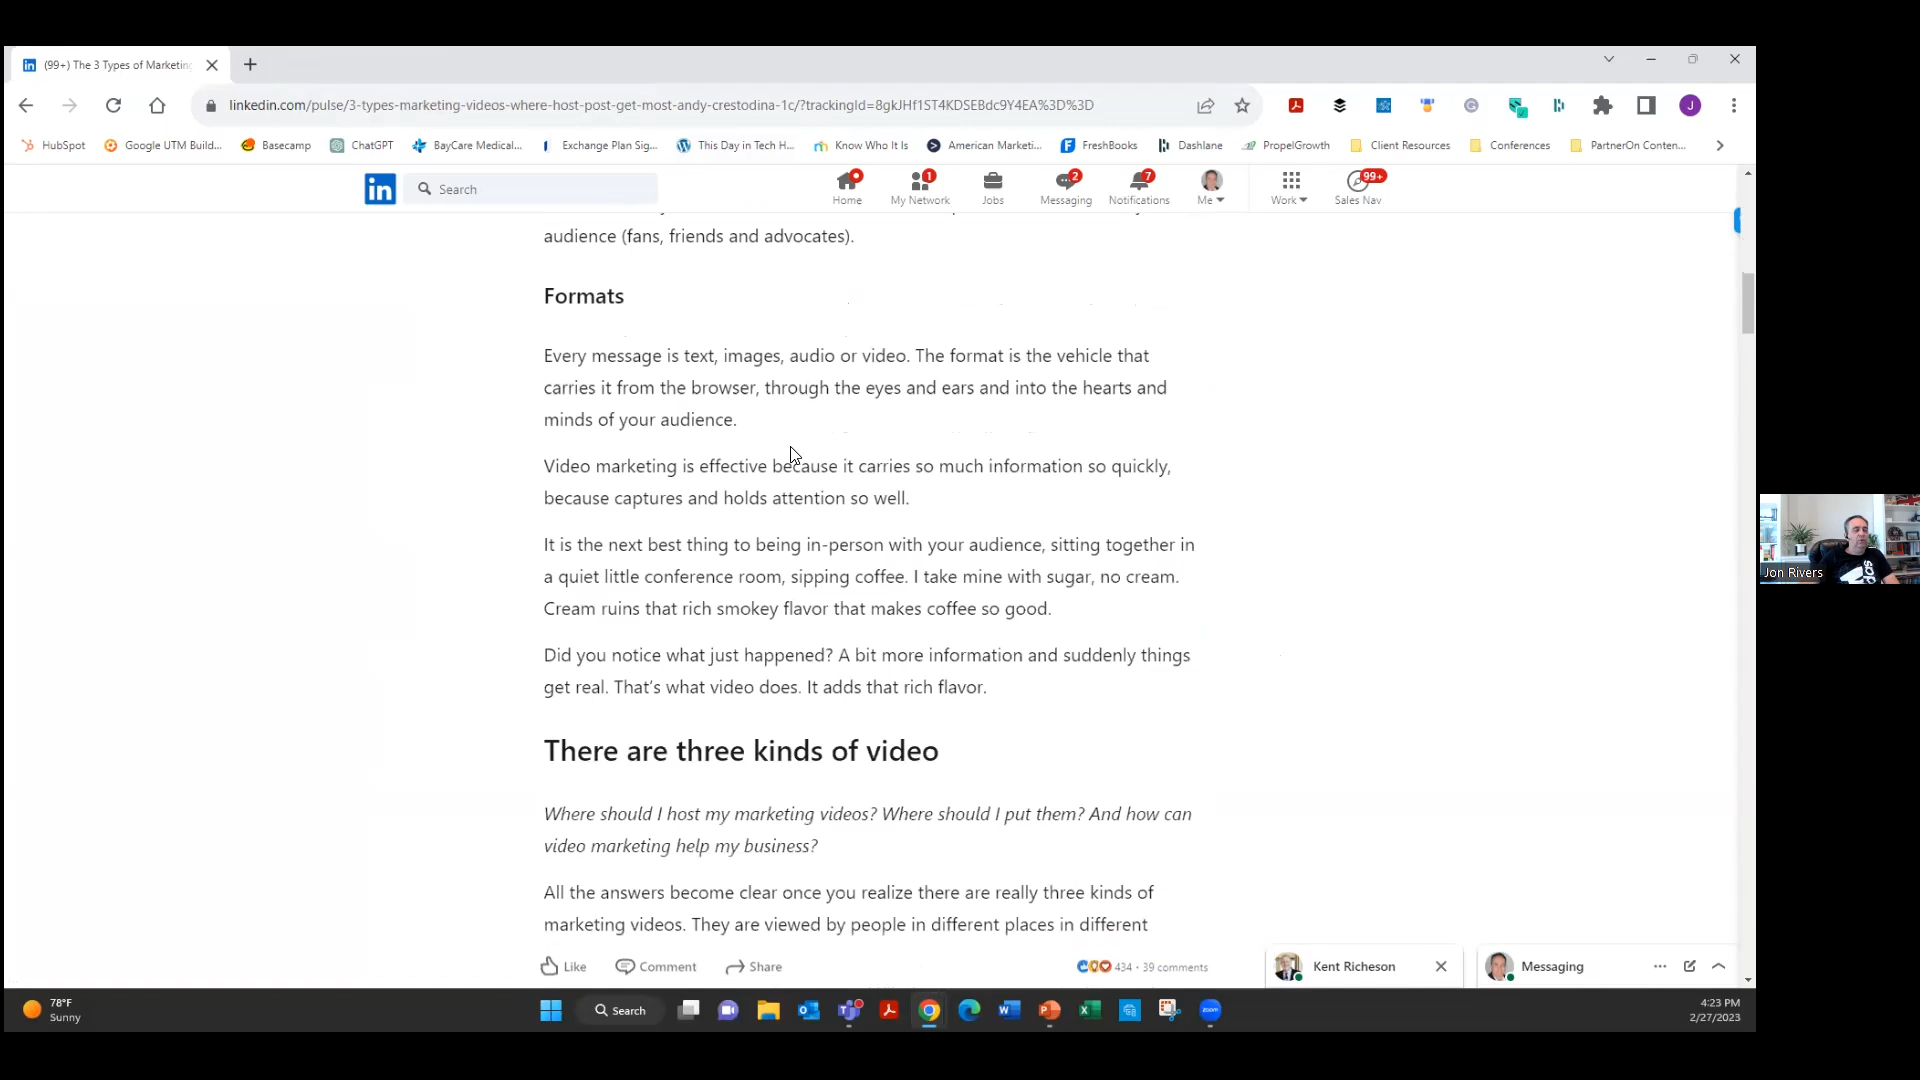 (99+) The 3 Types of Marketing
linkedin.com/pulse/3-types-marketing-videos-where-host-post-get-most-andy-crestodina-1c/?trackingId=8gkJHf1ST4KDSEBdc9Y4EA%3D%3D
J
HubSpot Google UTM Build... Basecamp ChatGPT BayCare Medical... Exchange Plan Sig... This Day in Tech H... Know Who It Is American Marketi... FreshBooks Dashlane PropelGrowth Client Resources Conferences PartnerOn Conten...
in Search
1 2 7 99+
Home My Network Jobs Messaging Notifications Me Work Sales Nav
audience (fans, friends and advocates).
Formats
Every message is text, images, audio or video. The format is the vehicle that
carries it from the browser, through the eyes and ears and into the hearts and
minds of your audience.
Video marketing is effective because it carries so much information so quickly,
because captures and holds attention so well.
It is the next best thing to being in-person with your audience, sitting together in
a quiet little conference room, sipping coffee. I take mine with sugar, no cream.
Cream ruins that rich smokey flavor that makes coffee so good.
Did you notice what just happened? A bit more information and suddenly things
get real. That's what video does. It adds that rich flavor.
There are three kinds of video
Where should I host my marketing videos? Where should I put them? And how can
video marketing help my business?
All the answers become clear once you realize there are really three kinds of
marketing videos. They are viewed by people in different places in different
Like Comment Share 434 · 39 comments
Kent Richeson
Messaging
78°F
Sunny
Search
zoom
4:23 PM
2/27/2023
Jon Rivers
adidas